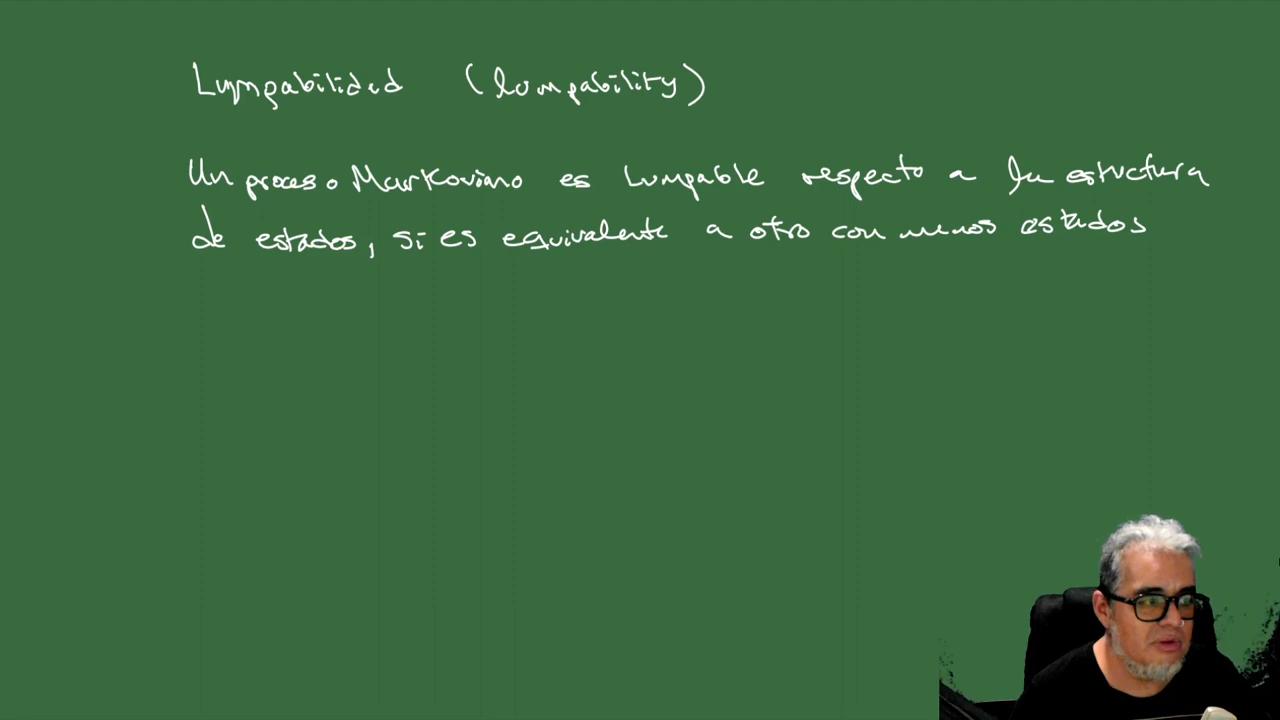 Lumpabilidad (lumpability)
Un proceso Markoviano es lumpable respecto a la estructura
de estados, si es equivalente a otro con menos estados